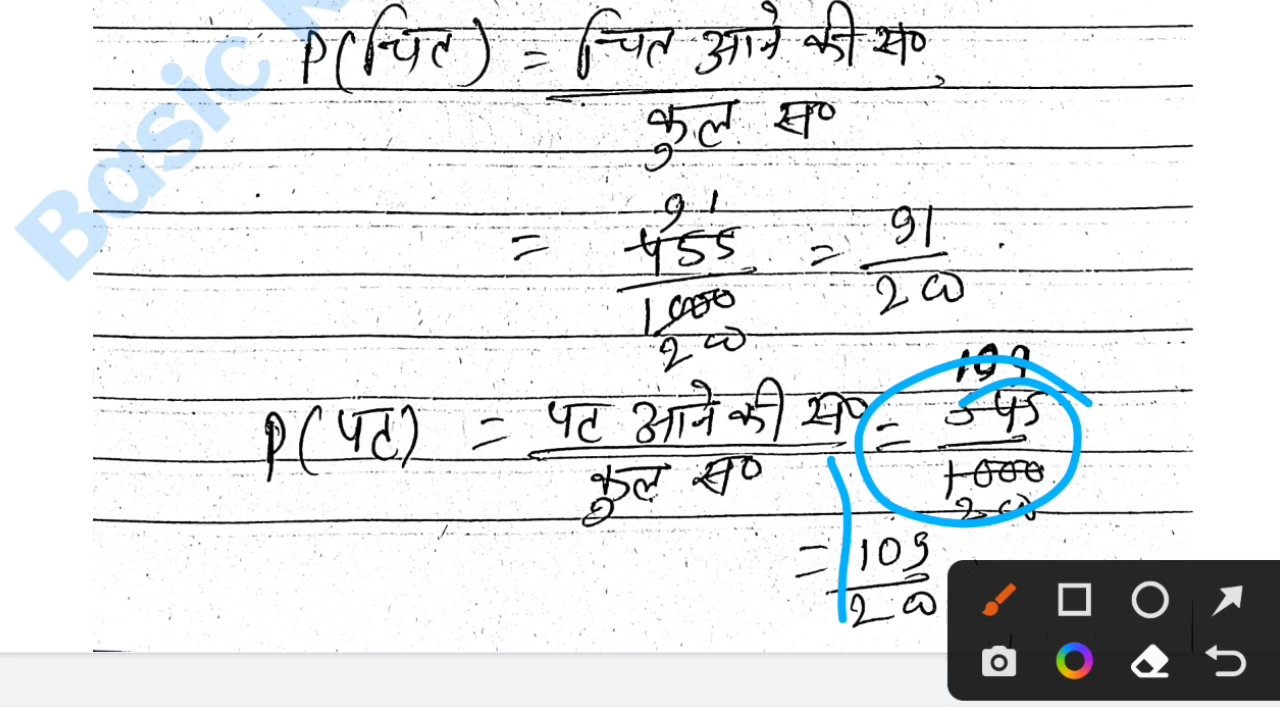 Basic
P(चित) = चित आने की सं०
कुल सं०
= 91
455
1000
200
= 91
200
P(पट) = पट आने की सं०
कुल सं०
= 109
545
1000
200
= 109
200